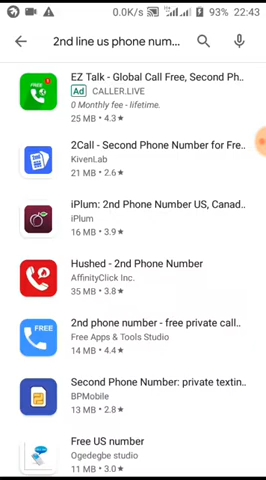 0.0K/s 93% 22:43
2nd line us phone num...
EZ Talk - Global Call Free, Second Ph..
Ad CALLER.LIVE
0 Monthly fee - lifetime.
25 MB • 4.3★
2Call - Second Phone Number for Fre..
KivenLab
21 MB • 2.6★
iPlum: 2nd Phone Number US, Canad..
iPlum
16 MB • 3.9★
Hushed - 2nd Phone Number
AffinityClick Inc.
35 MB • 3.8★
FREE
2nd phone number - free private call..
Free Apps & Tools Studio
14 MB • 4.4★
Second Phone Number: private textin..
BPMobile
13 MB • 2.8★
Free US number
Ogedegbe studio
11 MB • 3.0★